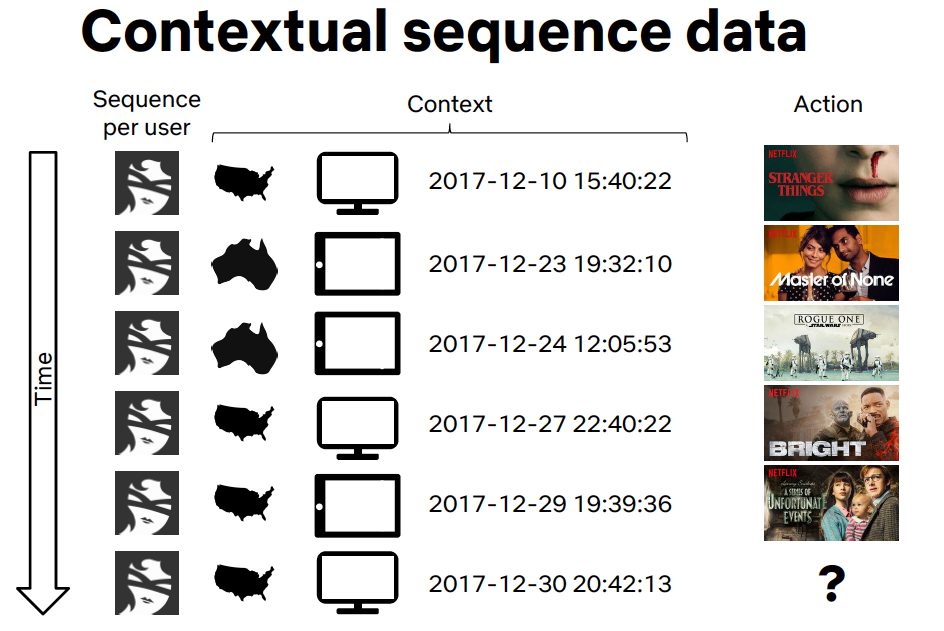 Contextual sequence data
Sequence
per user
Context
Action
Time
2017-12-10 15:40:22
NETFLIX
STRANGER
THINGS
2017-12-23 19:32:10
NETFLIX
Master of None
2017-12-24 12:05:53
ROGUE ONE
STAR WARS
2017-12-27 22:40:22
NETFLIX
BRIGHT
2017-12-29 19:39:36
NETFLIX
A SERIES OF
UNFORTUNATE
EVENTS
2017-12-30 20:42:13
?